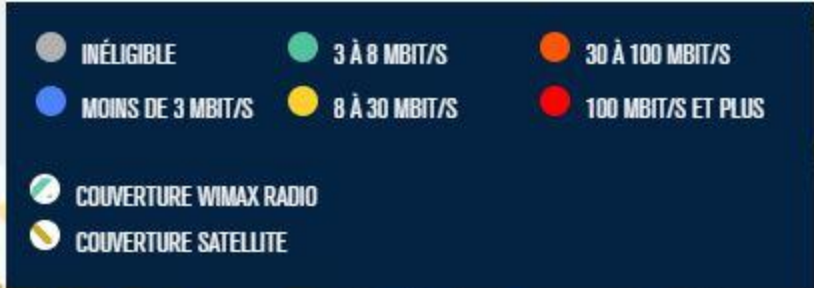 INÉLIGIBLE
3 À 8 MBIT/S
30 À 100 MBIT/S
MOINS DE 3 MBIT/S
8 À 30 MBIT/S
100 MBIT/S ET PLUS
COUVERTURE WIMAX RADIO
COUVERTURE SATELLITE